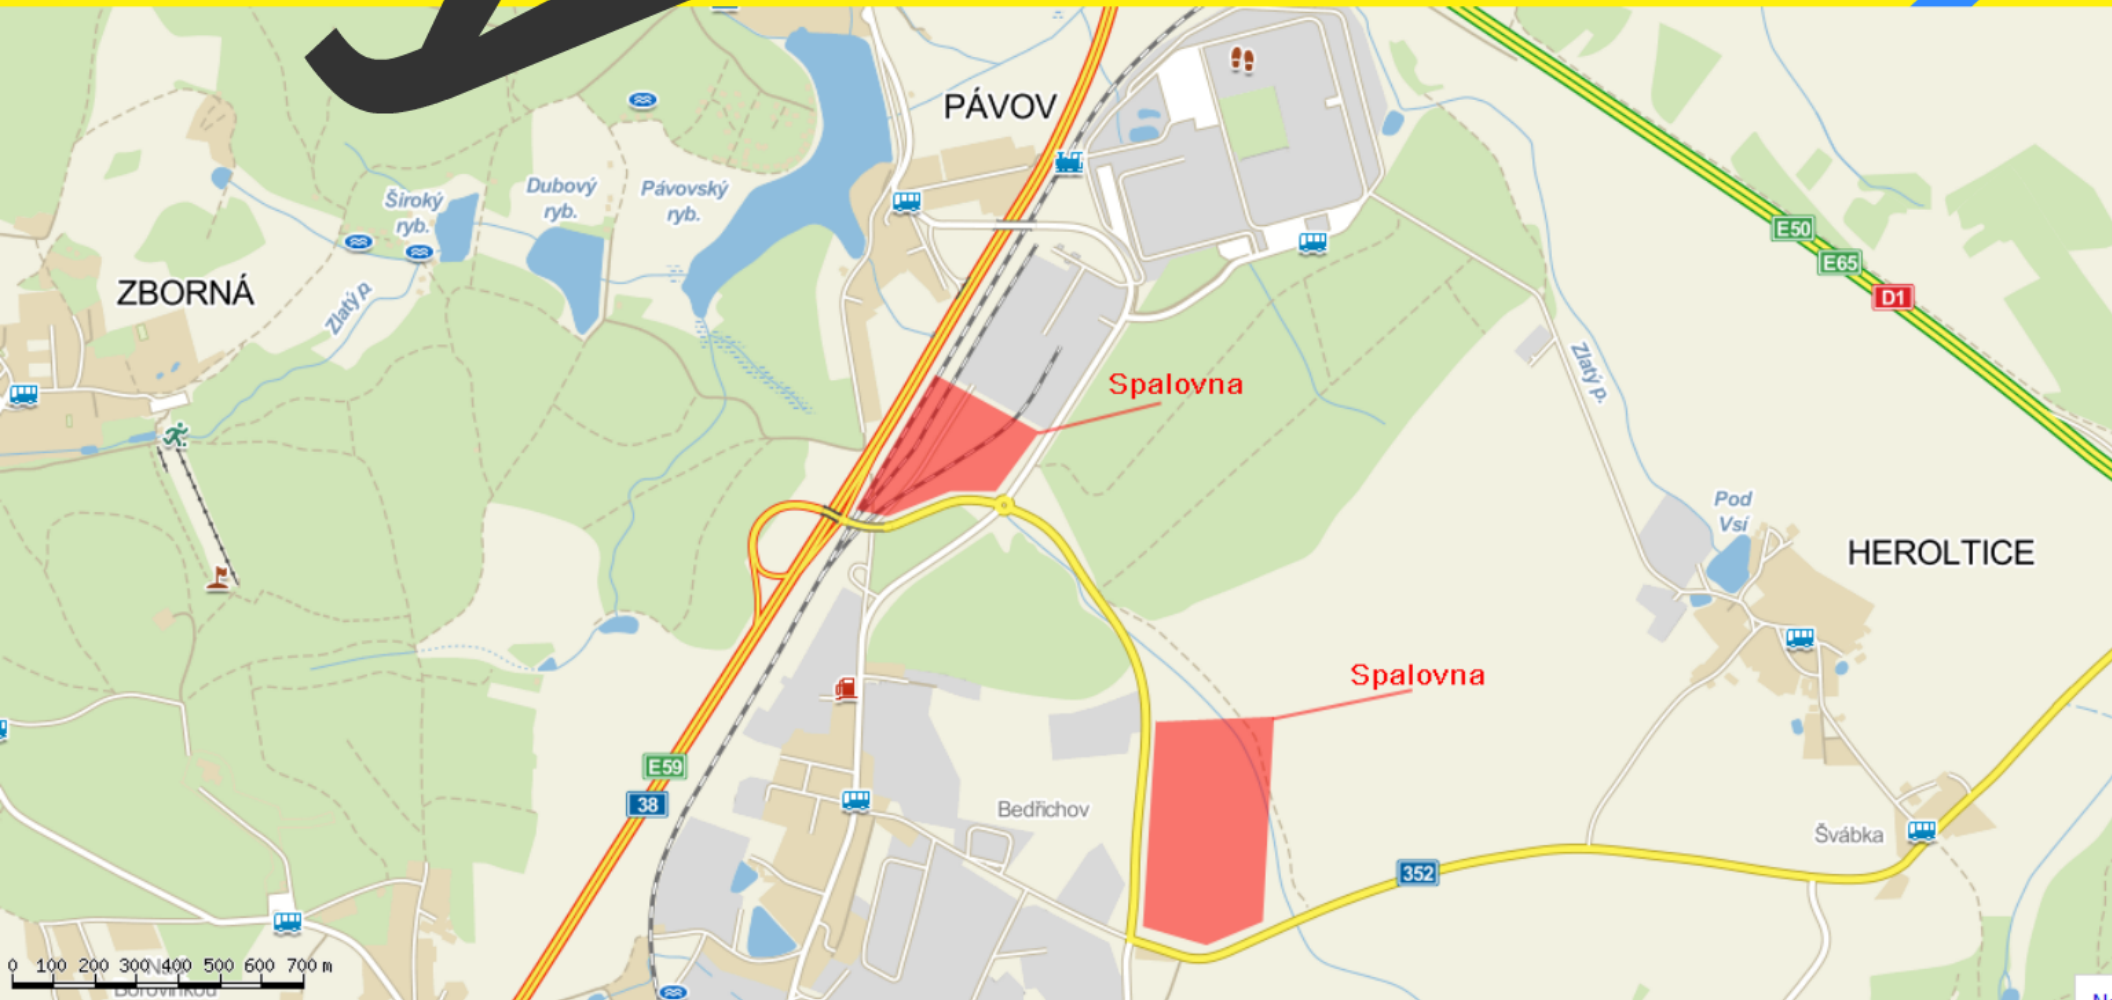 PÁVOV
Široký
ryb.
Dubový
ryb.
Pávovský
ryb.
E50
E65
D1
ZBORNÁ
Zlatý p.
Zlatý p.
Spalovna
Pod
Vsí
HEROLTICE
Spalovna
E59
38
Bedřichov
Švábka
352
0 100 200 300 400 500 600 700 m